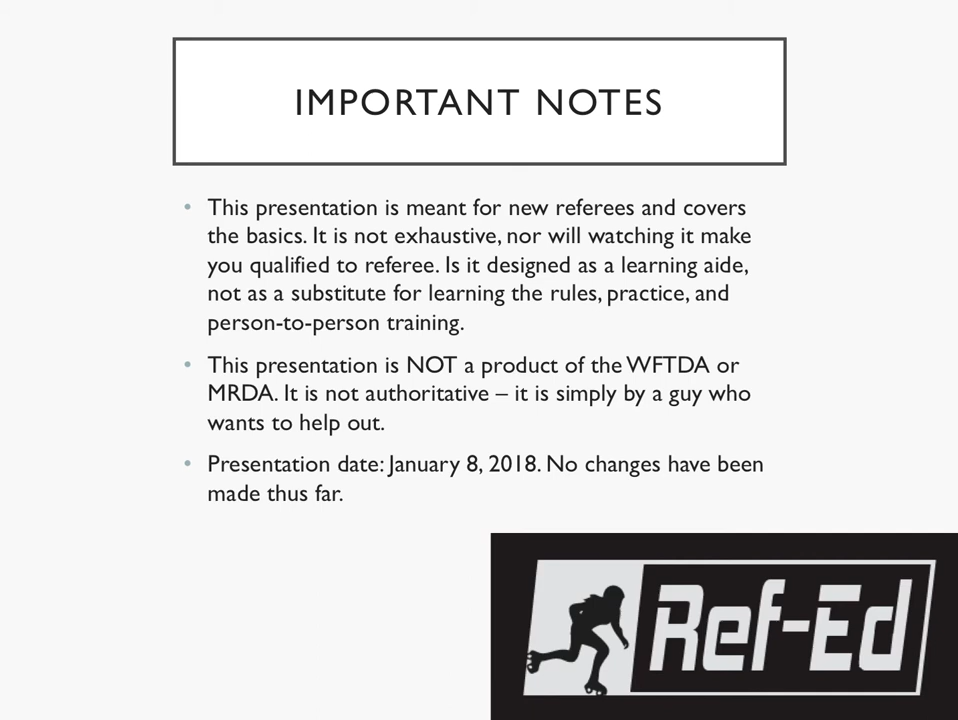 IMPORTANT NOTES
• This presentation is meant for new referees and covers
the basics. It is not exhaustive, nor will watching it make
you qualified to referee. Is it designed as a learning aide,
not as a substitute for learning the rules, practice, and
person-to-person training.
• This presentation is NOT a product of the WFTDA or
MRDA. It is not authoritative – it is simply by a guy who
wants to help out.
• Presentation date: January 8, 2018. No changes have been
made thus far.
Ref-Ed